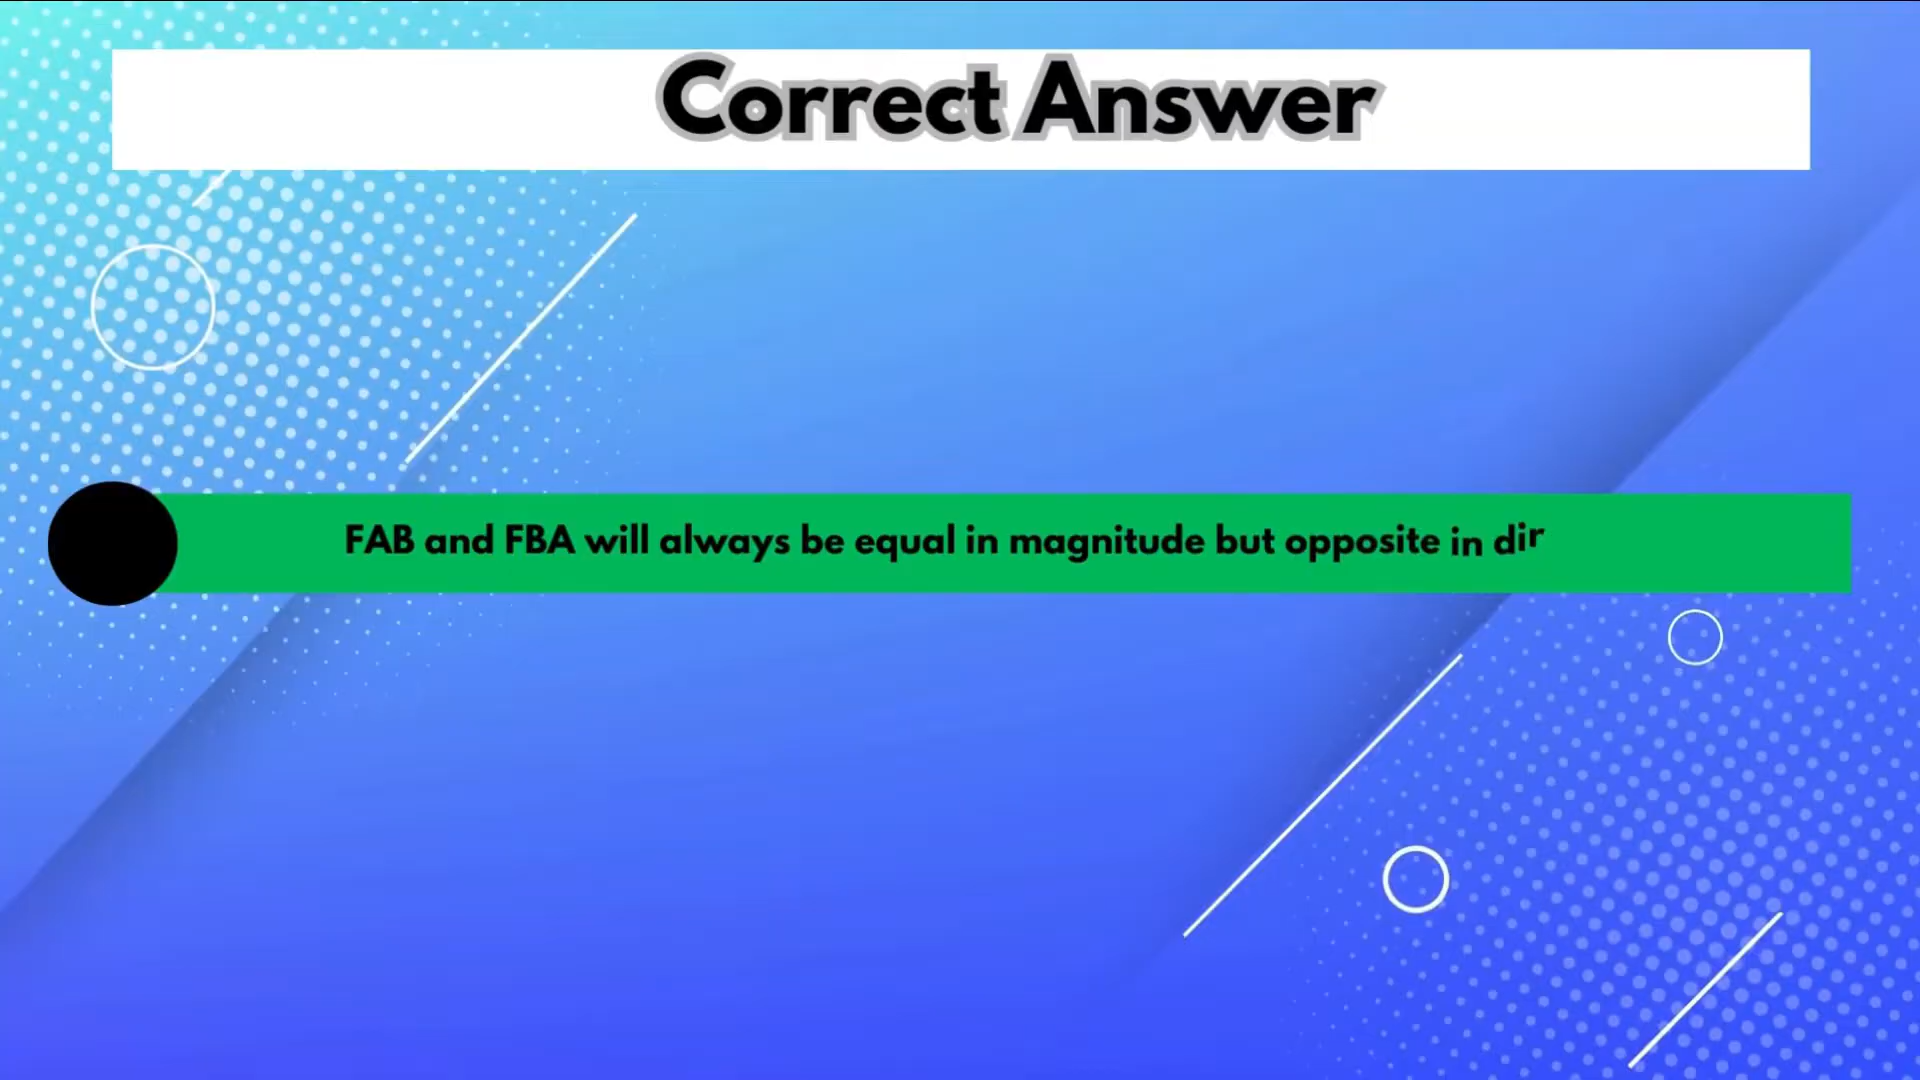 Correct Answer
FAB and FBA will always be equal in magnitude but opposite in dir